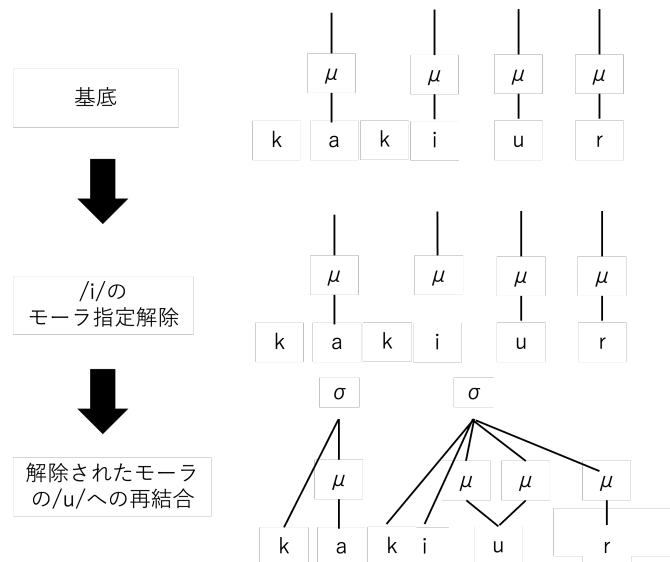 μ μ μ μ
基底
k a k i u r
/i/の
モーラ指定解除
μ μ μ μ
k a k i u r
σ σ
解除されたモーラ
の/u/への再結合
μ μ μ μ
k a k i u r